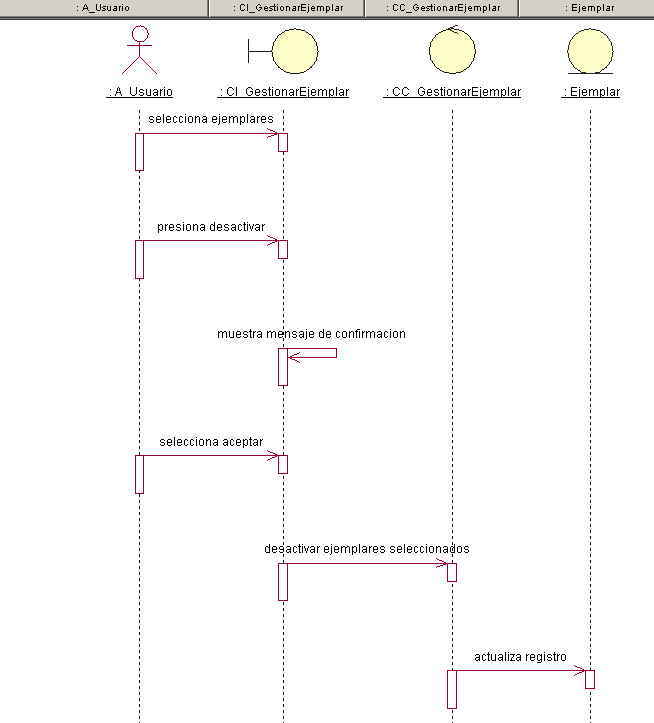 : A_Usuario
: CI_GestionarEjemplar
: CC_GestionarEjemplar
: Ejemplar
: A_Usuario
: CI_GestionarEjemplar
: CC_GestionarEjemplar
: Ejemplar
selecciona ejemplares
presiona desactivar
muestra mensaje de confirmacion
selecciona aceptar
desactivar ejemplares seleccionados
actualiza registro